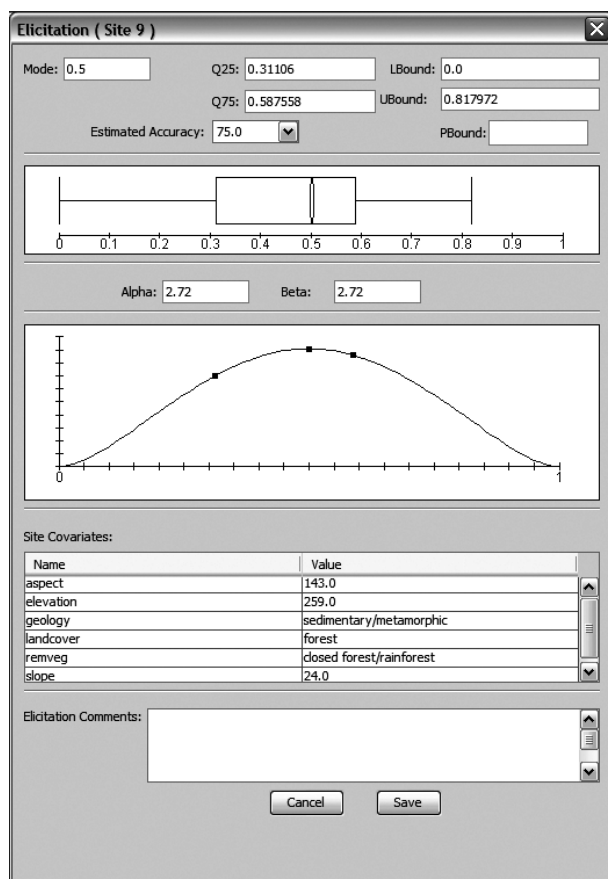 Elicitation ( Site 9 )
Mode: 0.5 Q25: 0.31106 LBound: 0.0
Q75: 0.587558 UBound: 0.817972
Estimated Accuracy: 75.0 PBound:
0 0.1 0.2 0.3 0.4 0.5 0.6 0.7 0.8 0.9 1
Alpha: 2.72 Beta: 2.72
0 1
Site Covariates:
Name Value
aspect 143.0
elevation 259.0
geology sedimentary/metamorphic
landcover forest
remveg closed forest/rainforest
slope 24.0
Elicitation Comments:
Cancel Save